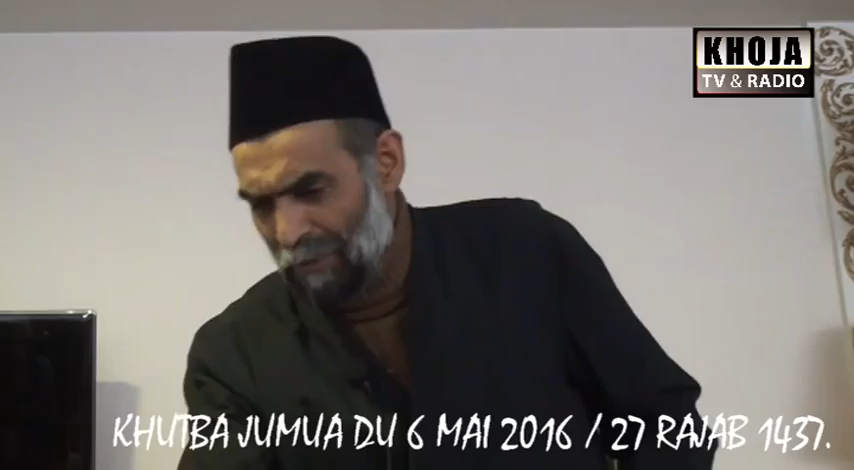 KHOJA
TV & RADIO
KHUTBA JUMUA DU 6 MAI 2016 / 27 RAJAB 1437.